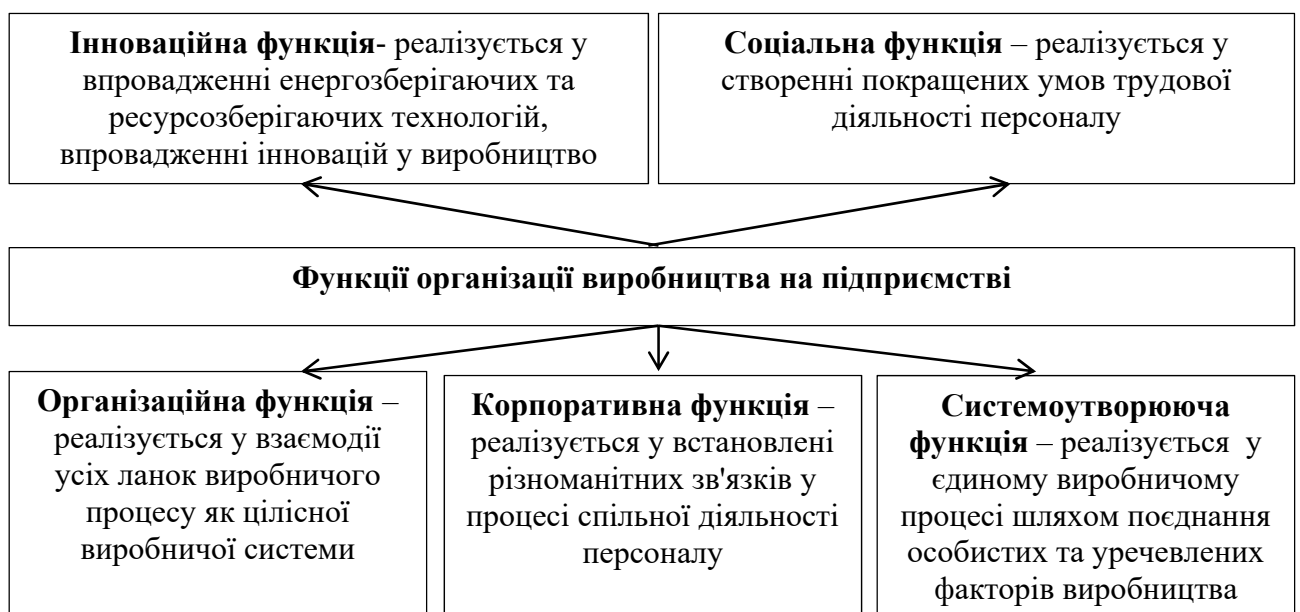 Інноваційна функція- реалізується у
впровадженні енергозберігаючих та
ресурсозберігаючих технологій,
впровадженні інновацій у виробництво
Соціальна функція – реалізується у
створенні покращених умов трудової
діяльності персоналу
Функції організації виробництва на підприємстві
Організаційна функція –
реалізується у взаємодії
усіх ланок виробничого
процесу як цілісної
виробничої системи
Корпоративна функція –
реалізується у встановлені
різноманітних зв'язків у
процесі спільної діяльності
персоналу
Системоутворююча
функція – реалізується у
єдиному виробничому
процесі шляхом поєднання
особистих та уречевлених
факторів виробництва